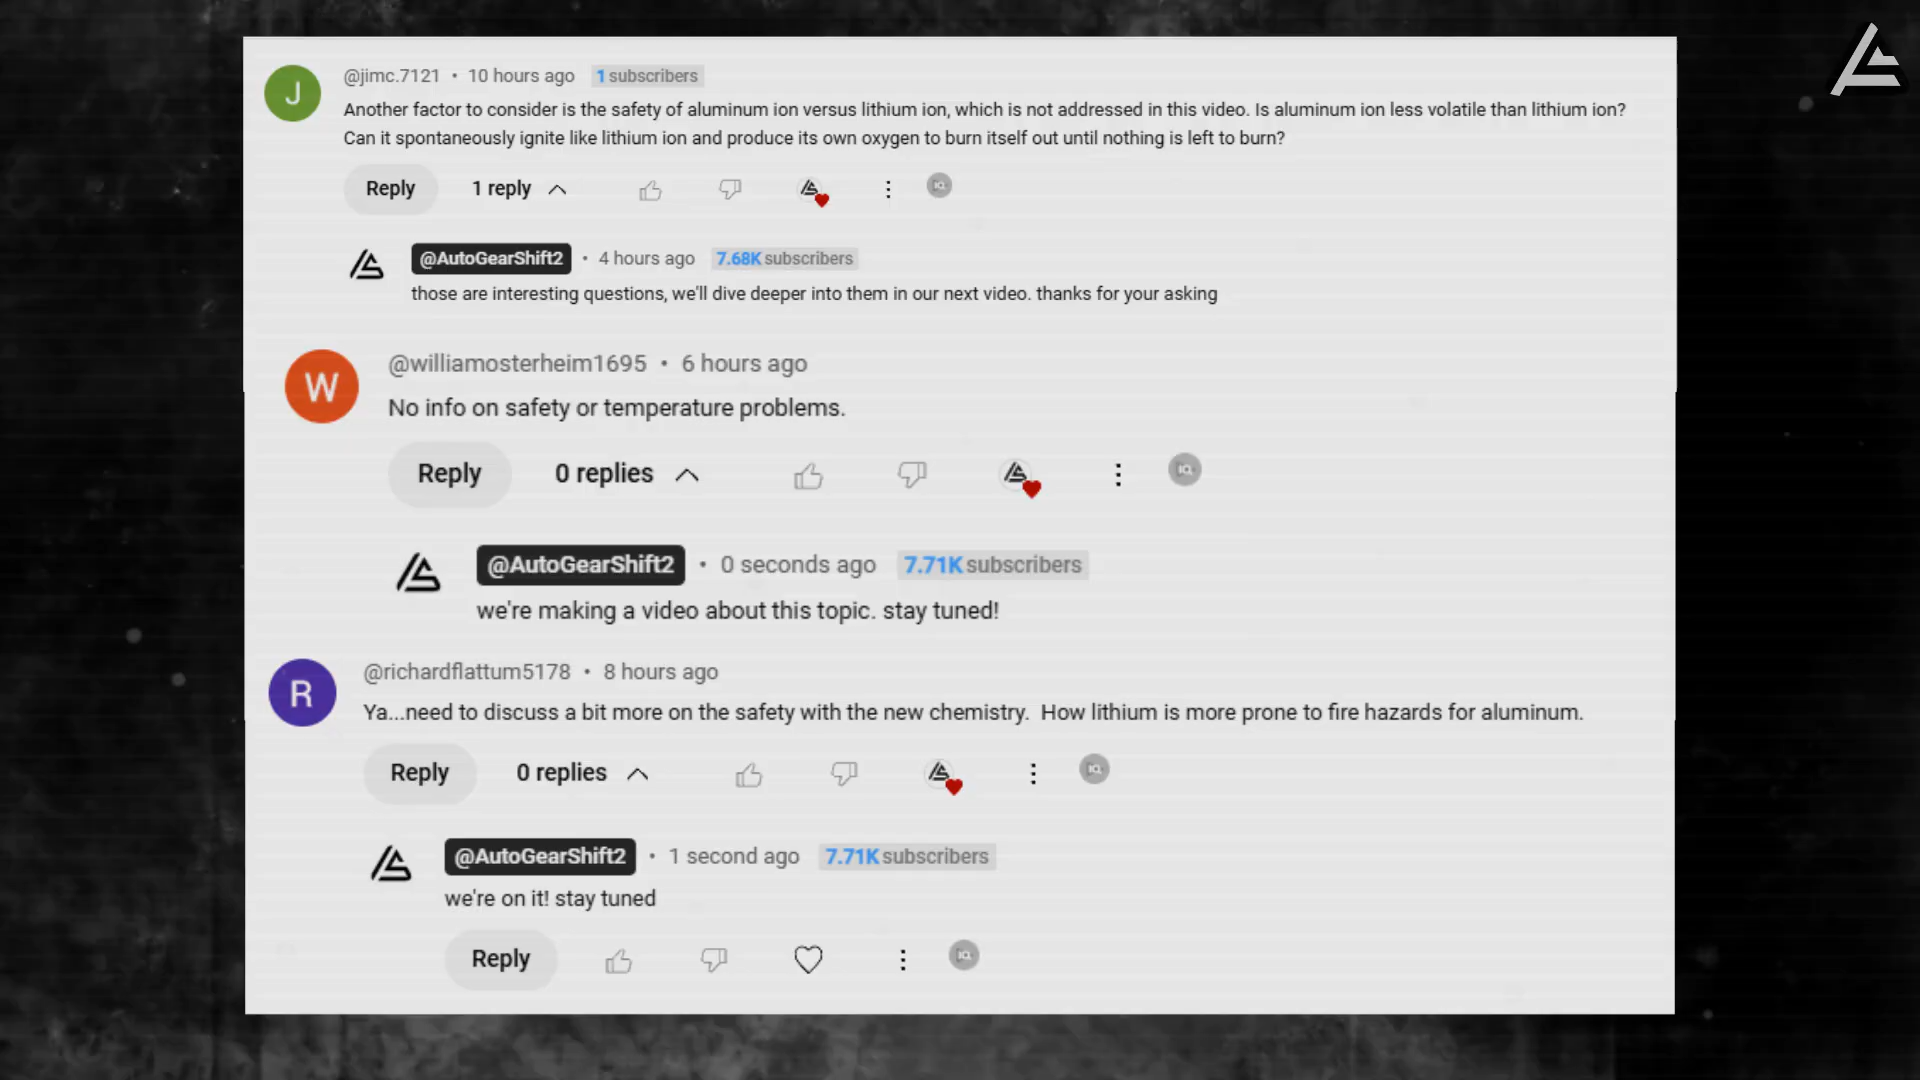 @jimc.7121 • 10 hours ago 1 subscribers
Another factor to consider is the safety of aluminum ion versus lithium ion, which is not addressed in this video. Is aluminum ion less volatile than lithium ion?
Can it spontaneously ignite like lithium ion and produce its own oxygen to burn itself out until nothing is left to burn?
Reply 1 reply
@AutoGearShift2 • 4 hours ago 7.68K subscribers
those are interesting questions, we'll dive deeper into them in our next video. thanks for your asking
@williamosterheim1695 • 6 hours ago
No info on safety or temperature problems.
Reply 0 replies
@AutoGearShift2 • 0 seconds ago 7.71K subscribers
we're making a video about this topic. stay tuned!
@richardflattum5178 • 8 hours ago
Ya...need to discuss a bit more on the safety with the new chemistry.  How lithium is more prone to fire hazards for aluminum.
Reply 0 replies
@AutoGearShift2 • 1 second ago 7.71K subscribers
we're on it! stay tuned
Reply
J
W
R